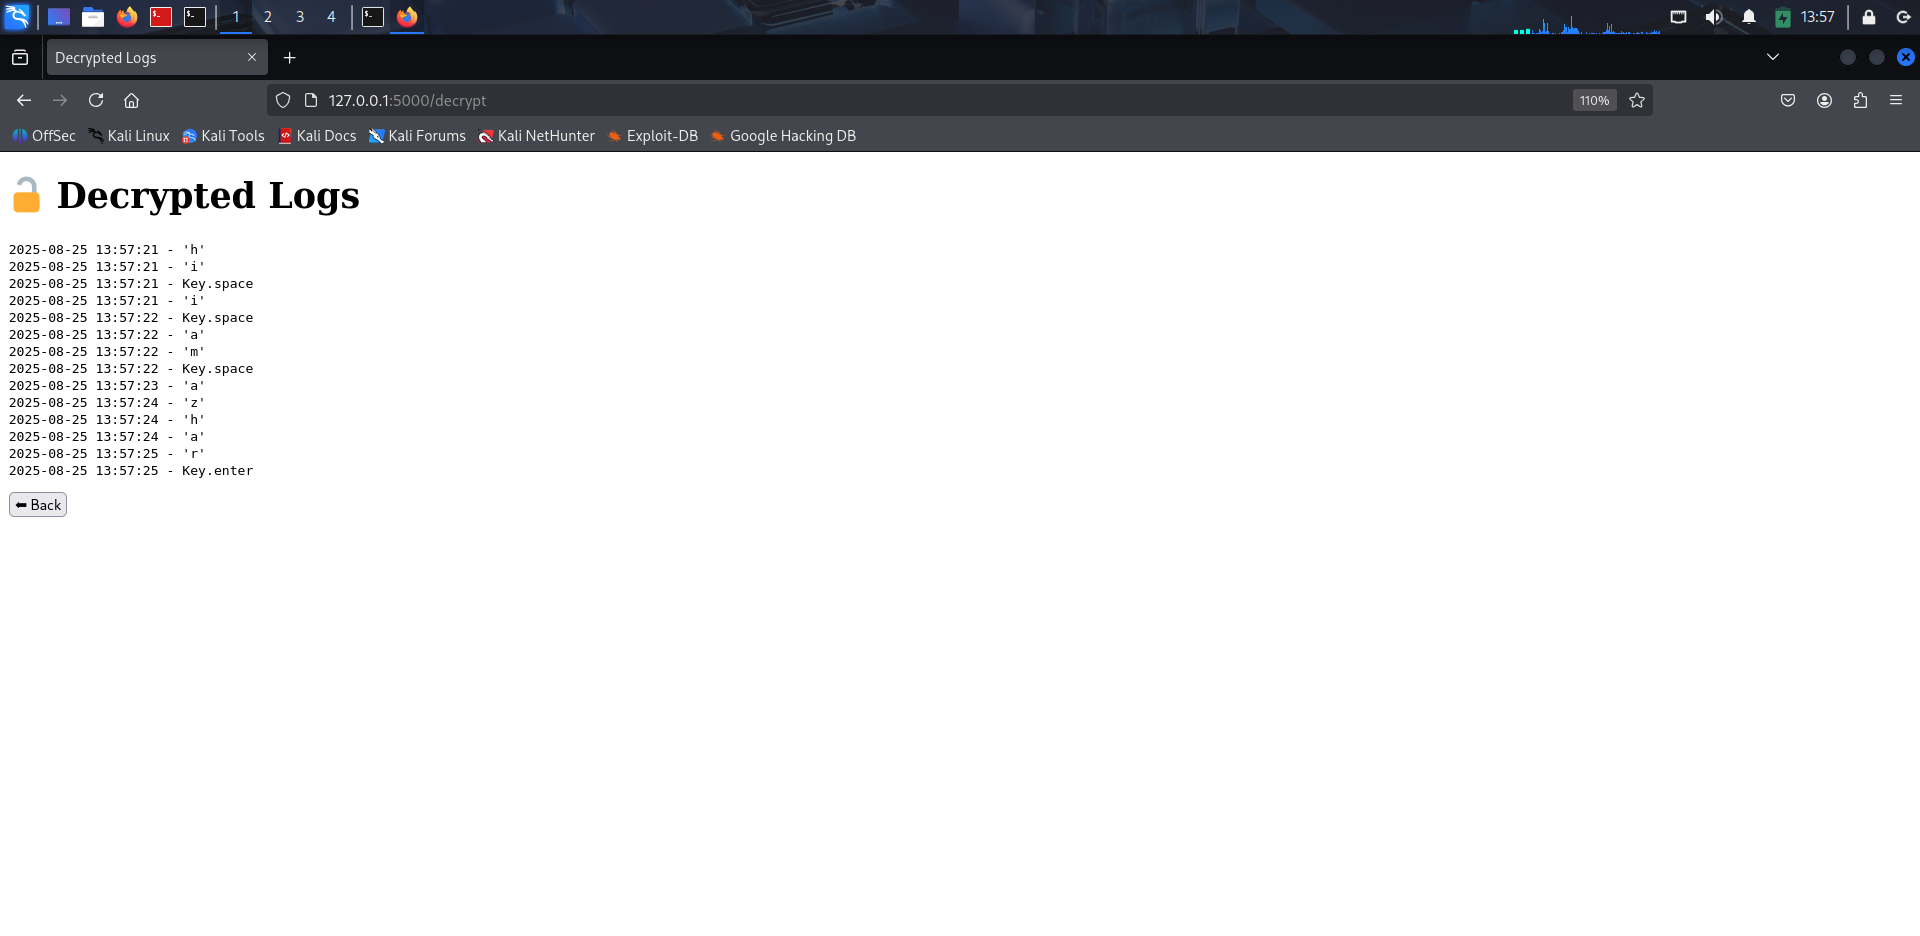 1 2 3 4 13:57
Decrypted Logs
127.0.0.1:5000/decrypt 110%
OffSec Kali Linux Kali Tools Kali Docs Kali Forums Kali NetHunter Exploit-DB Google Hacking DB
Decrypted Logs
2025-08-25 13:57:21 - 'h'
2025-08-25 13:57:21 - 'i'
2025-08-25 13:57:21 - Key.space
2025-08-25 13:57:21 - 'i'
2025-08-25 13:57:22 - Key.space
2025-08-25 13:57:22 - 'a'
2025-08-25 13:57:22 - 'm'
2025-08-25 13:57:22 - Key.space
2025-08-25 13:57:23 - 'a'
2025-08-25 13:57:24 - 'z'
2025-08-25 13:57:24 - 'h'
2025-08-25 13:57:24 - 'a'
2025-08-25 13:57:25 - 'r'
2025-08-25 13:57:25 - Key.enter
⬅ Back